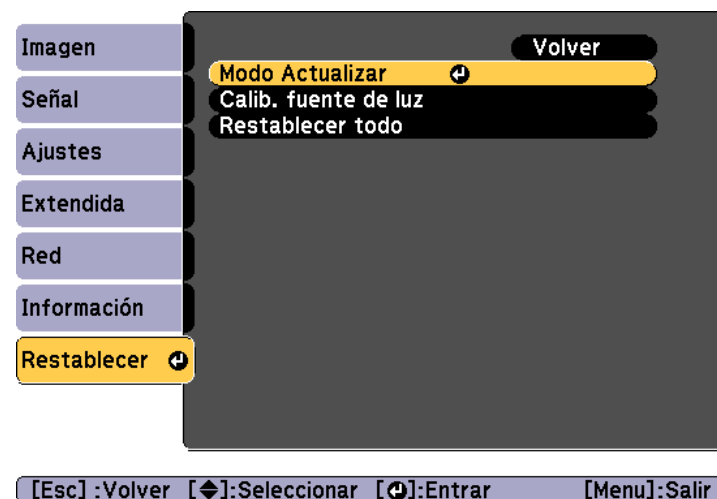 Imagen
Señal
Ajustes
Extendida
Red
Información
Restablecer
Volver
Modo Actualizar
Calib. fuente de luz
Restablecer todo
[Esc] :Volver [◆]:Seleccionar [⏎]:Entrar [Menu]:Salir